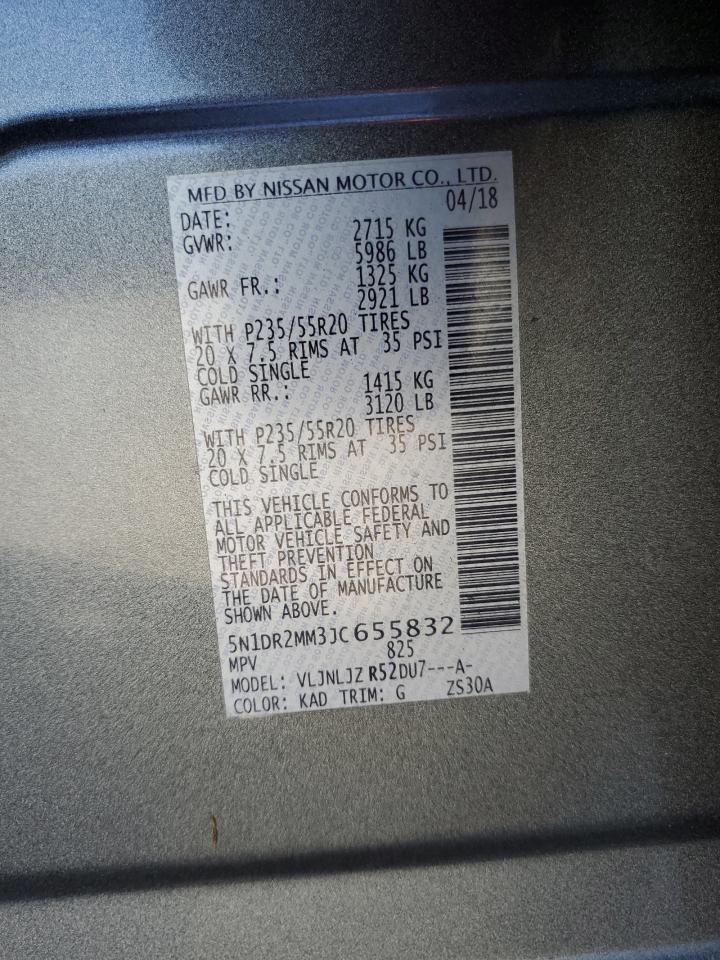 MFD BY NISSAN MOTOR CO., LTD.
DATE: 04/18
GVWR: 2715 KG
5986 LB
GAWR FR.: 1325 KG
2921 LB
WITH P235/55R20 TIRES
20 X 7.5 RIMS AT 35 PSI
COLD SINGLE
GAWR RR.: 1415 KG
3120 LB
WITH P235/55R20 TIRES
20 X 7.5 RIMS AT 35 PSI
COLD SINGLE
THIS VEHICLE CONFORMS TO
ALL APPLICABLE FEDERAL
MOTOR VEHICLE SAFETY AND
THEFT PREVENTION
STANDARDS IN EFFECT ON
THE DATE OF MANUFACTURE
SHOWN ABOVE.
5N1DR2MM3JC655832
MPV 825
MODEL: VLJNLJZ R52DU7---A-
COLOR: KAD TRIM: G ZS30A